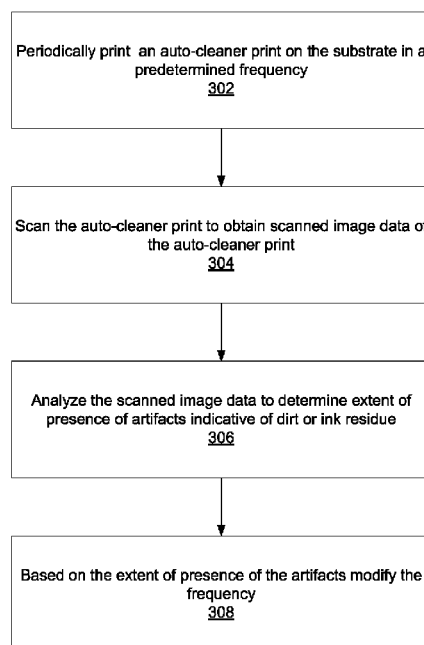 Periodically print an auto-cleaner print on the substrate in a
predetermined frequency
302
Scan the auto-cleaner print to obtain scanned image data of
the auto-cleaner print
304
Analyze the scanned image data to determine extent of
presence of artifacts indicative of dirt or ink residue
306
Based on the extent of presence of the artifacts modify the
frequency
308